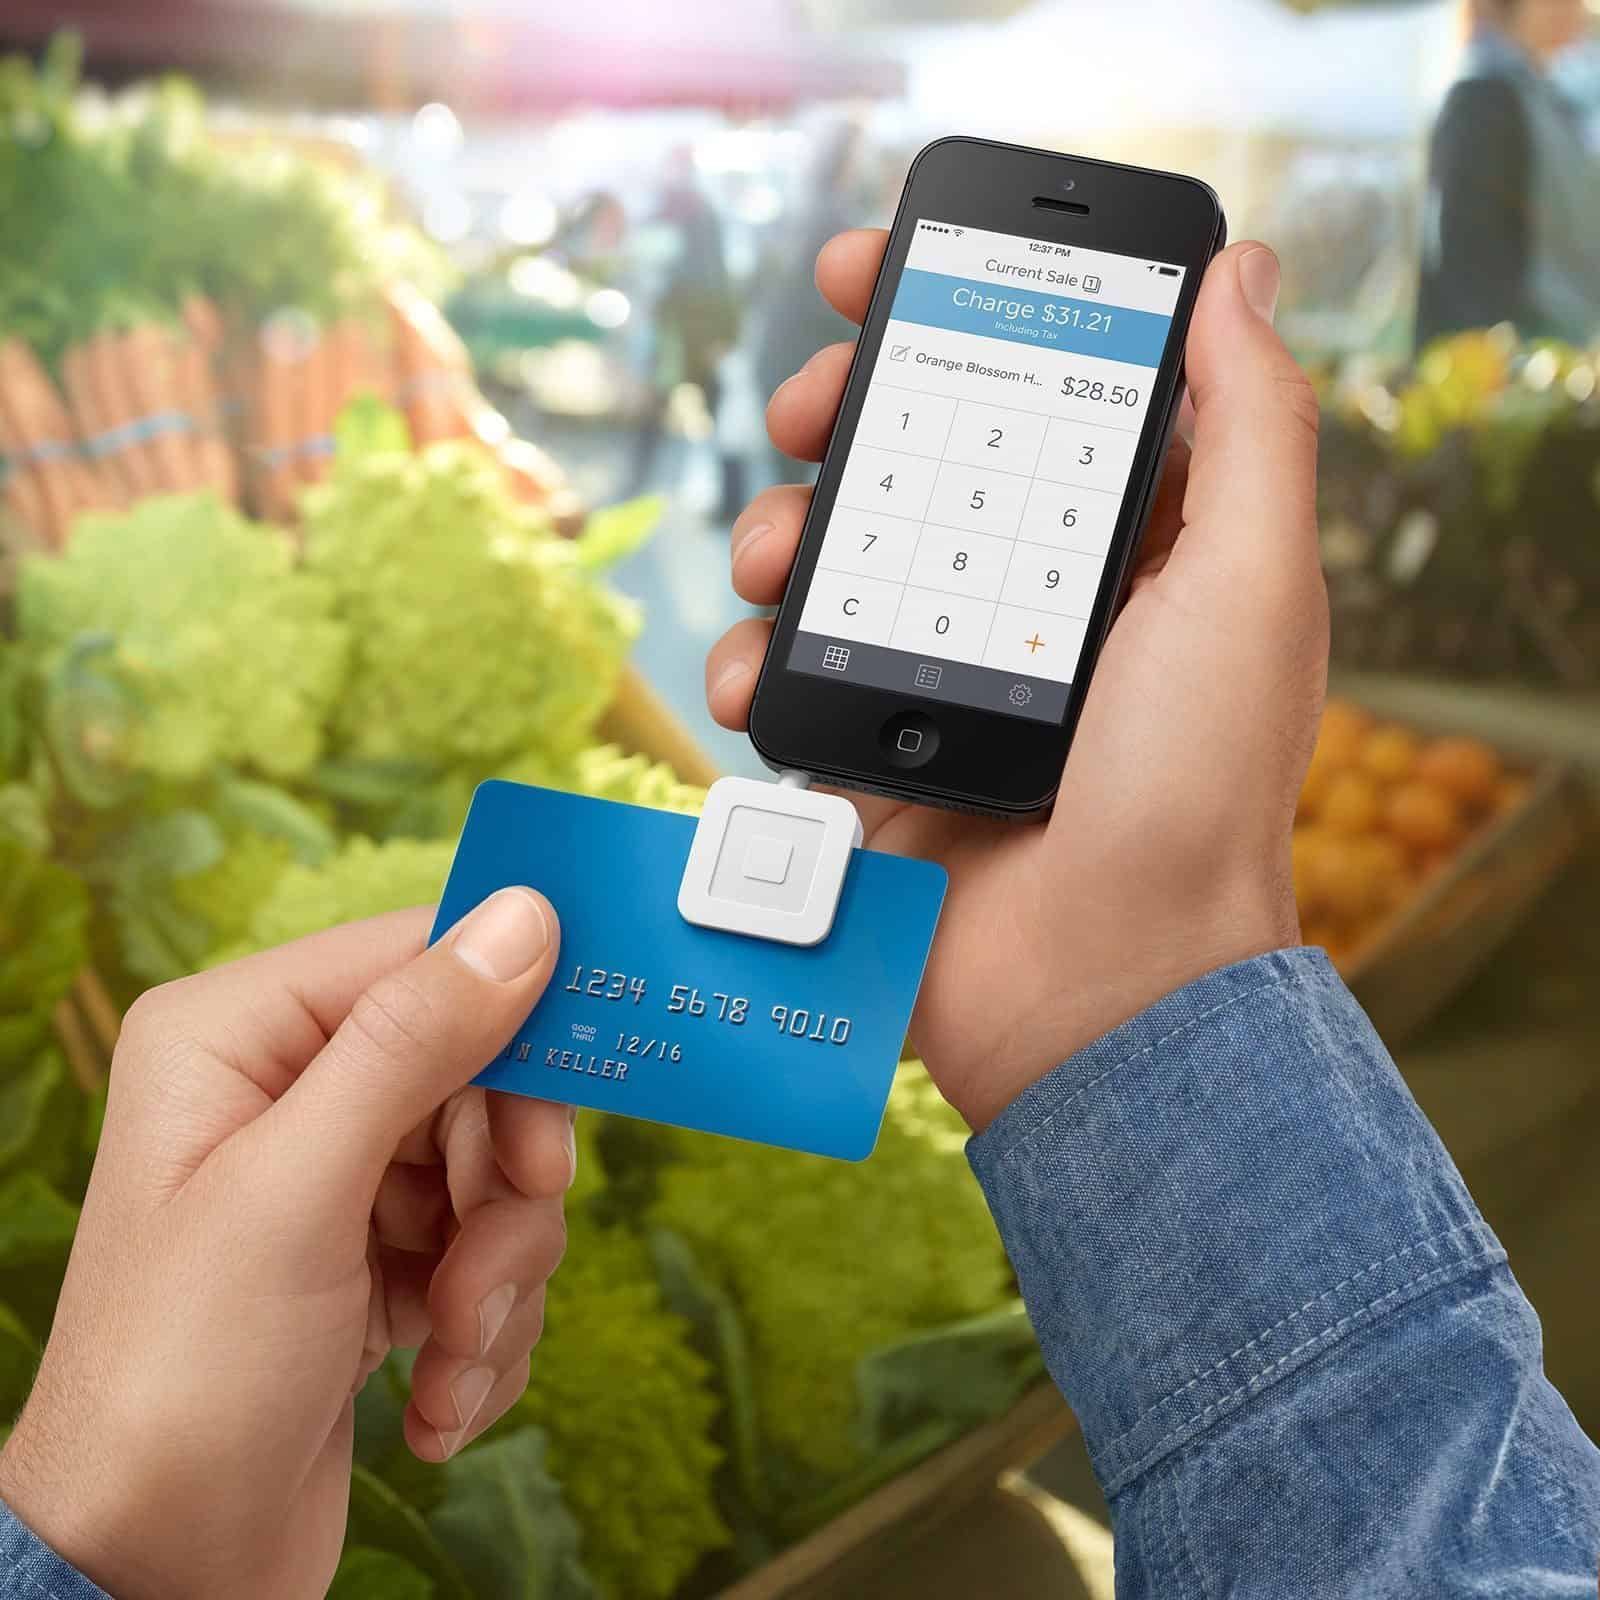 12:37 PM
Current Sale 1
Charge $31.21
Including Tax
Orange Blossom H... $28.50
1 2 3
4 5 6
7 8 9
C 0 +
1234 5678 9010
GOOD
THRU 12/16
KELLER